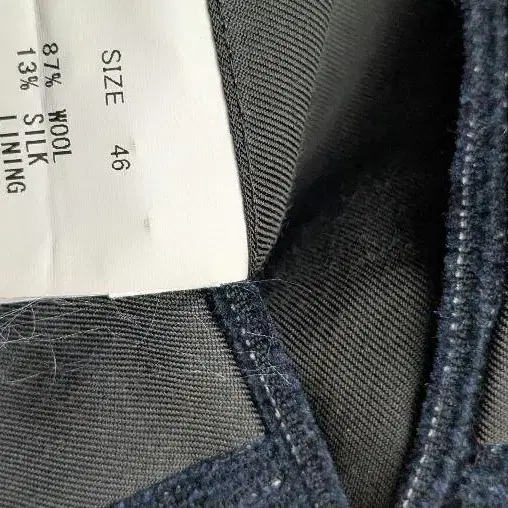 SIZE 46
87% WOOL
13% SILK
LINING